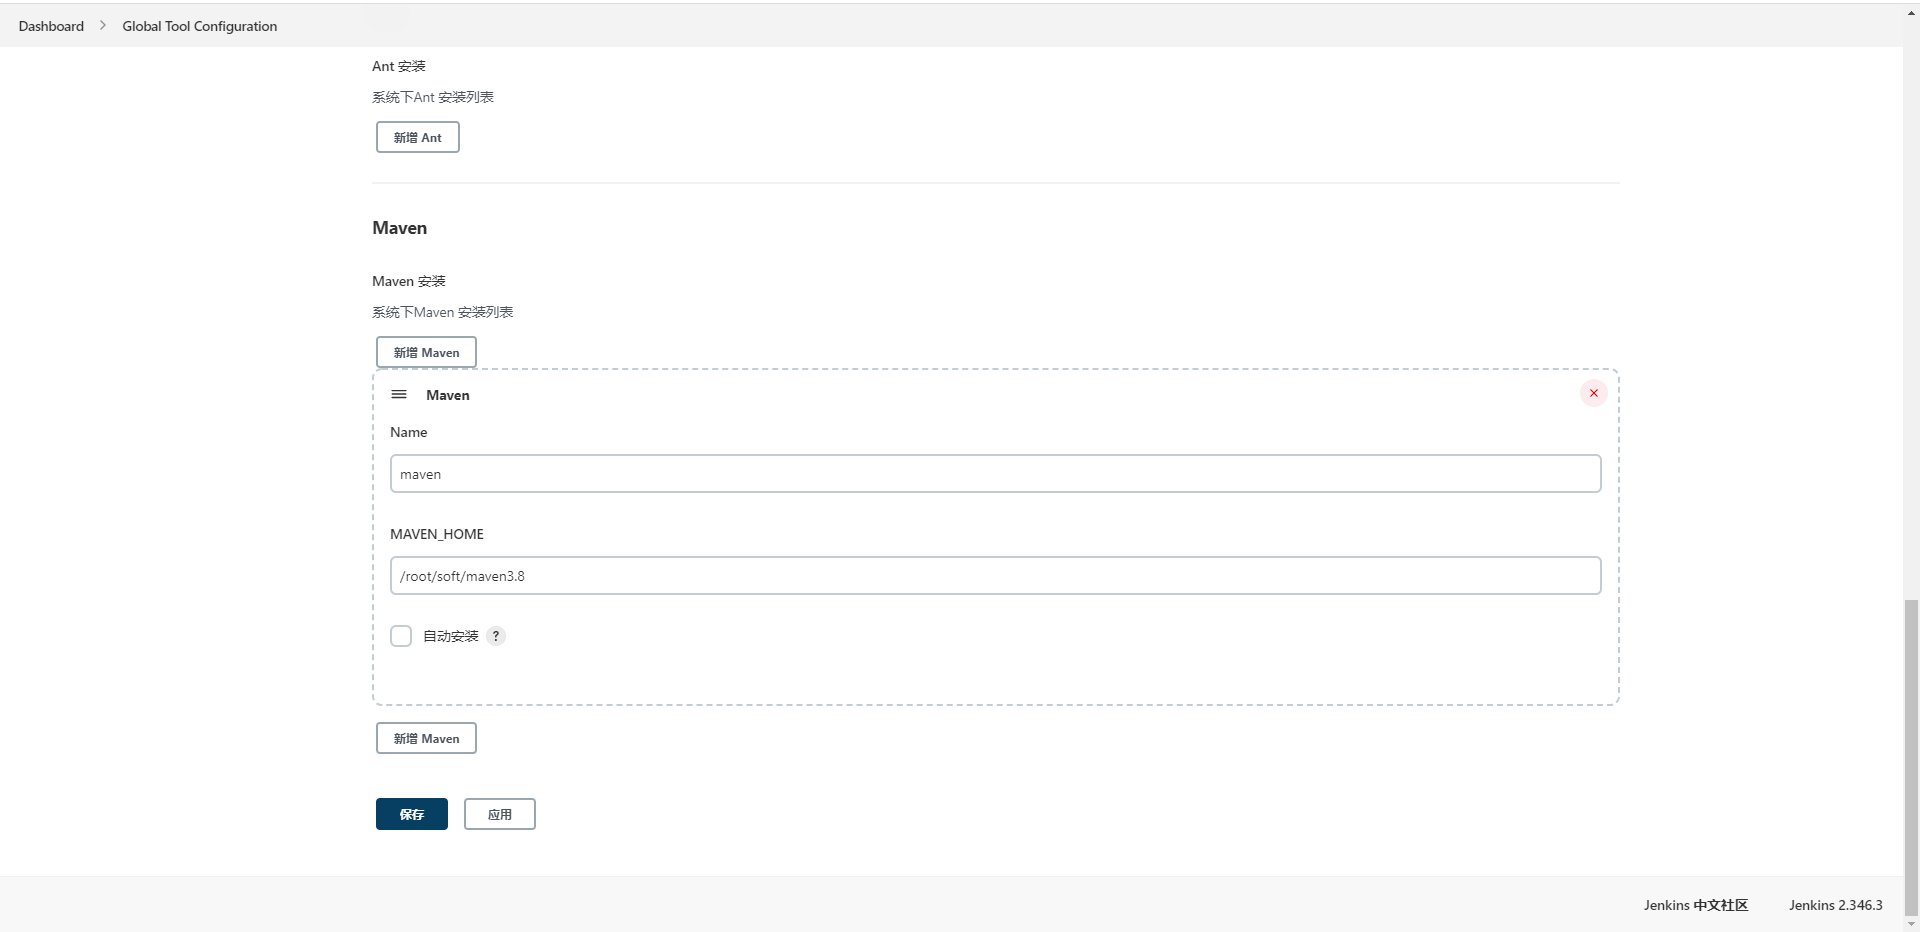 Dashboard > Global Tool Configuration
Ant 安装
系统下Ant 安装列表
新增 Ant
Maven
Maven 安装
系统下Maven 安装列表
新增 Maven
Maven
Name
maven
MAVEN_HOME
/root/soft/maven3.8
自动安装 ?
新增 Maven
保存 应用
Jenkins 中文社区 Jenkins 2.346.3